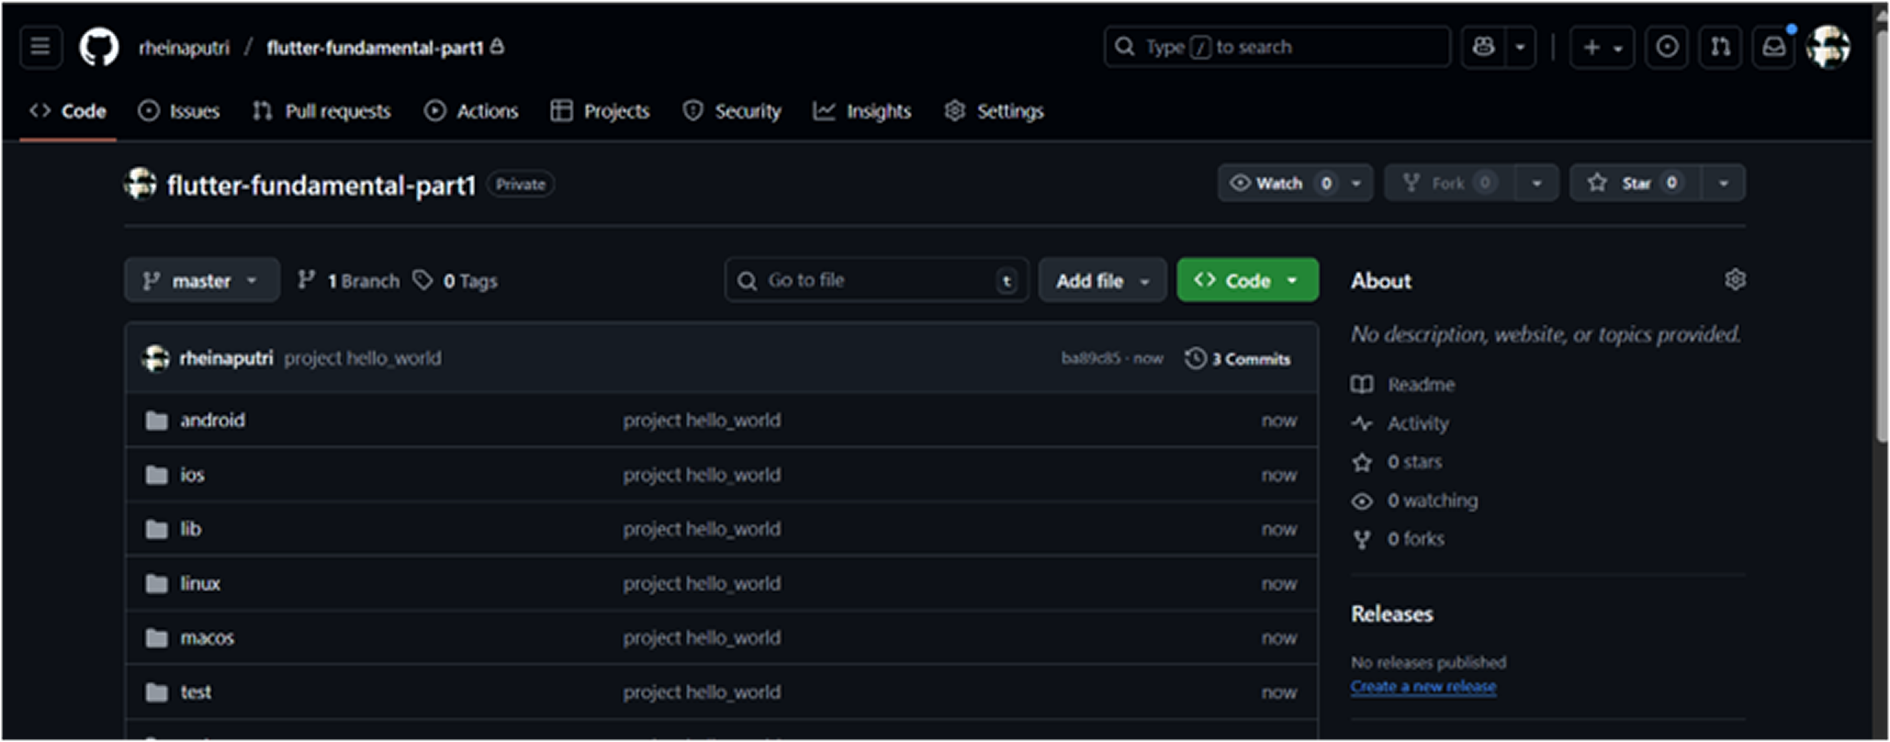 rheinaputri / flutter-fundamental-part1
Type / to search
Code Issues Pull requests Actions Projects Security Insights Settings
flutter-fundamental-part1 Private
Watch 0 Fork 0 Star 0
master 1 Branch 0 Tags
Go to file t Add file Code
rheinaputri project hello_world ba89c85 · now 3 Commits
android project hello_world now
ios project hello_world now
lib project hello_world now
linux project hello_world now
macos project hello_world now
test project hello_world now
About
No description, website, or topics provided.
Readme
Activity
0 stars
0 watching
0 forks
Releases
No releases published
Create a new release